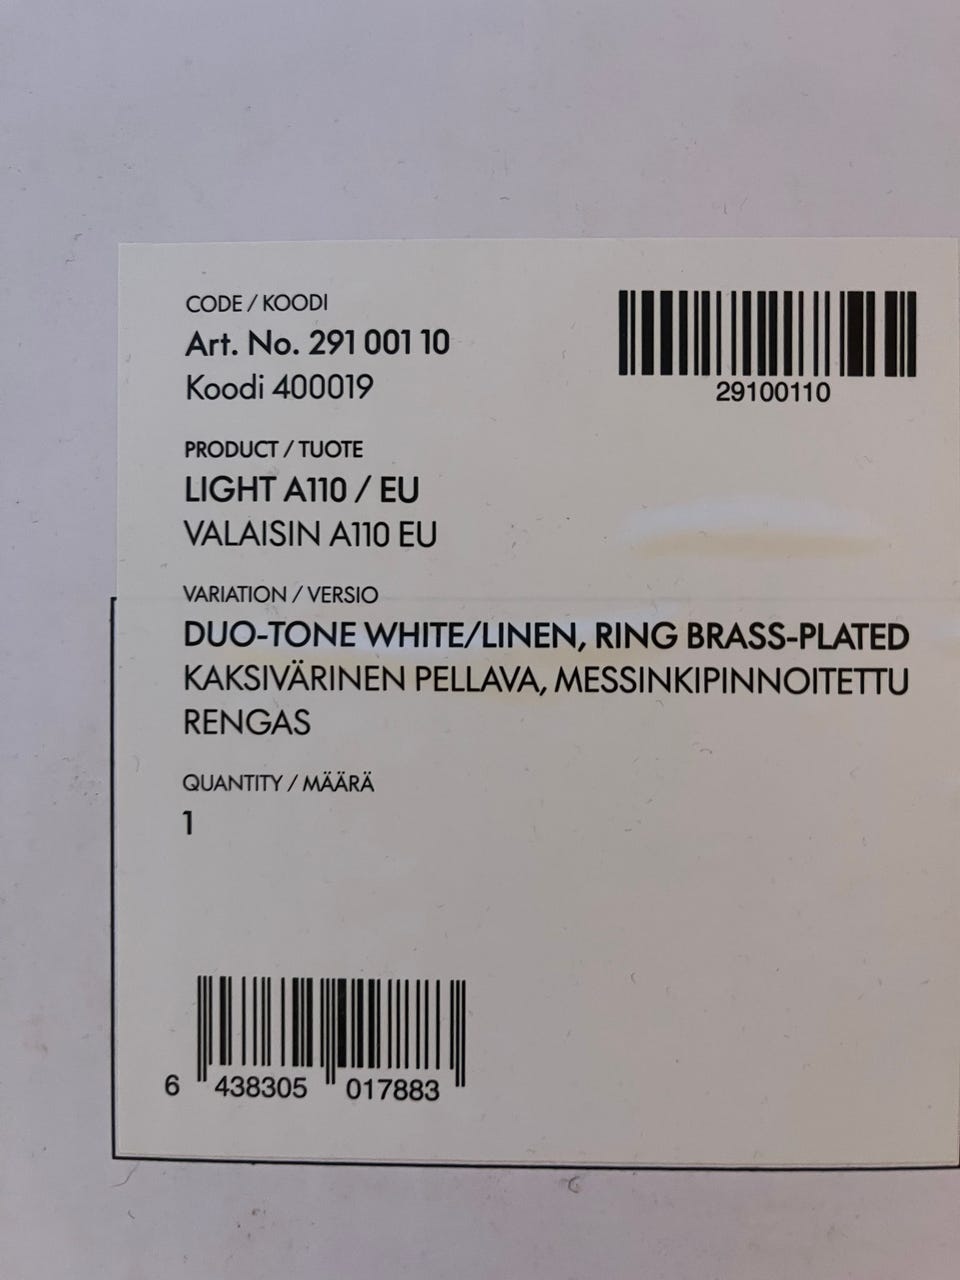 CODE / KOODI
Art. No. 291 001 10
Koodi 400019
29100110
PRODUCT / TUOTE
LIGHT A110 / EU
VALAISIN A110 EU
VARIATION / VERSIO
DUO-TONE WHITE/LINEN, RING BRASS-PLATED
KAKSIVÄRINEN PELLAVA, MESSINKIPINNOITETTU
RENGAS
QUANTITY / MÄÄRÄ
1
6 438305 017883